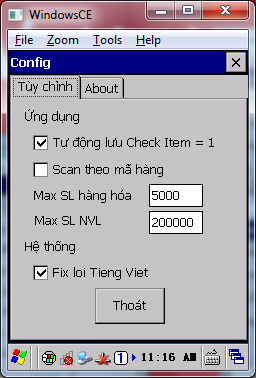 WindowsCE
File Zoom Tools Help
Config
Tùy chỉnh About
Ứng dụng
Tự động lưu Check Item = 1
Scan theo mã hàng
Max SL hàng hóa 5000
Max SL NVL 200000
Hệ thống
Fix loi Tieng Viet
Thoát
1 11:16 AM